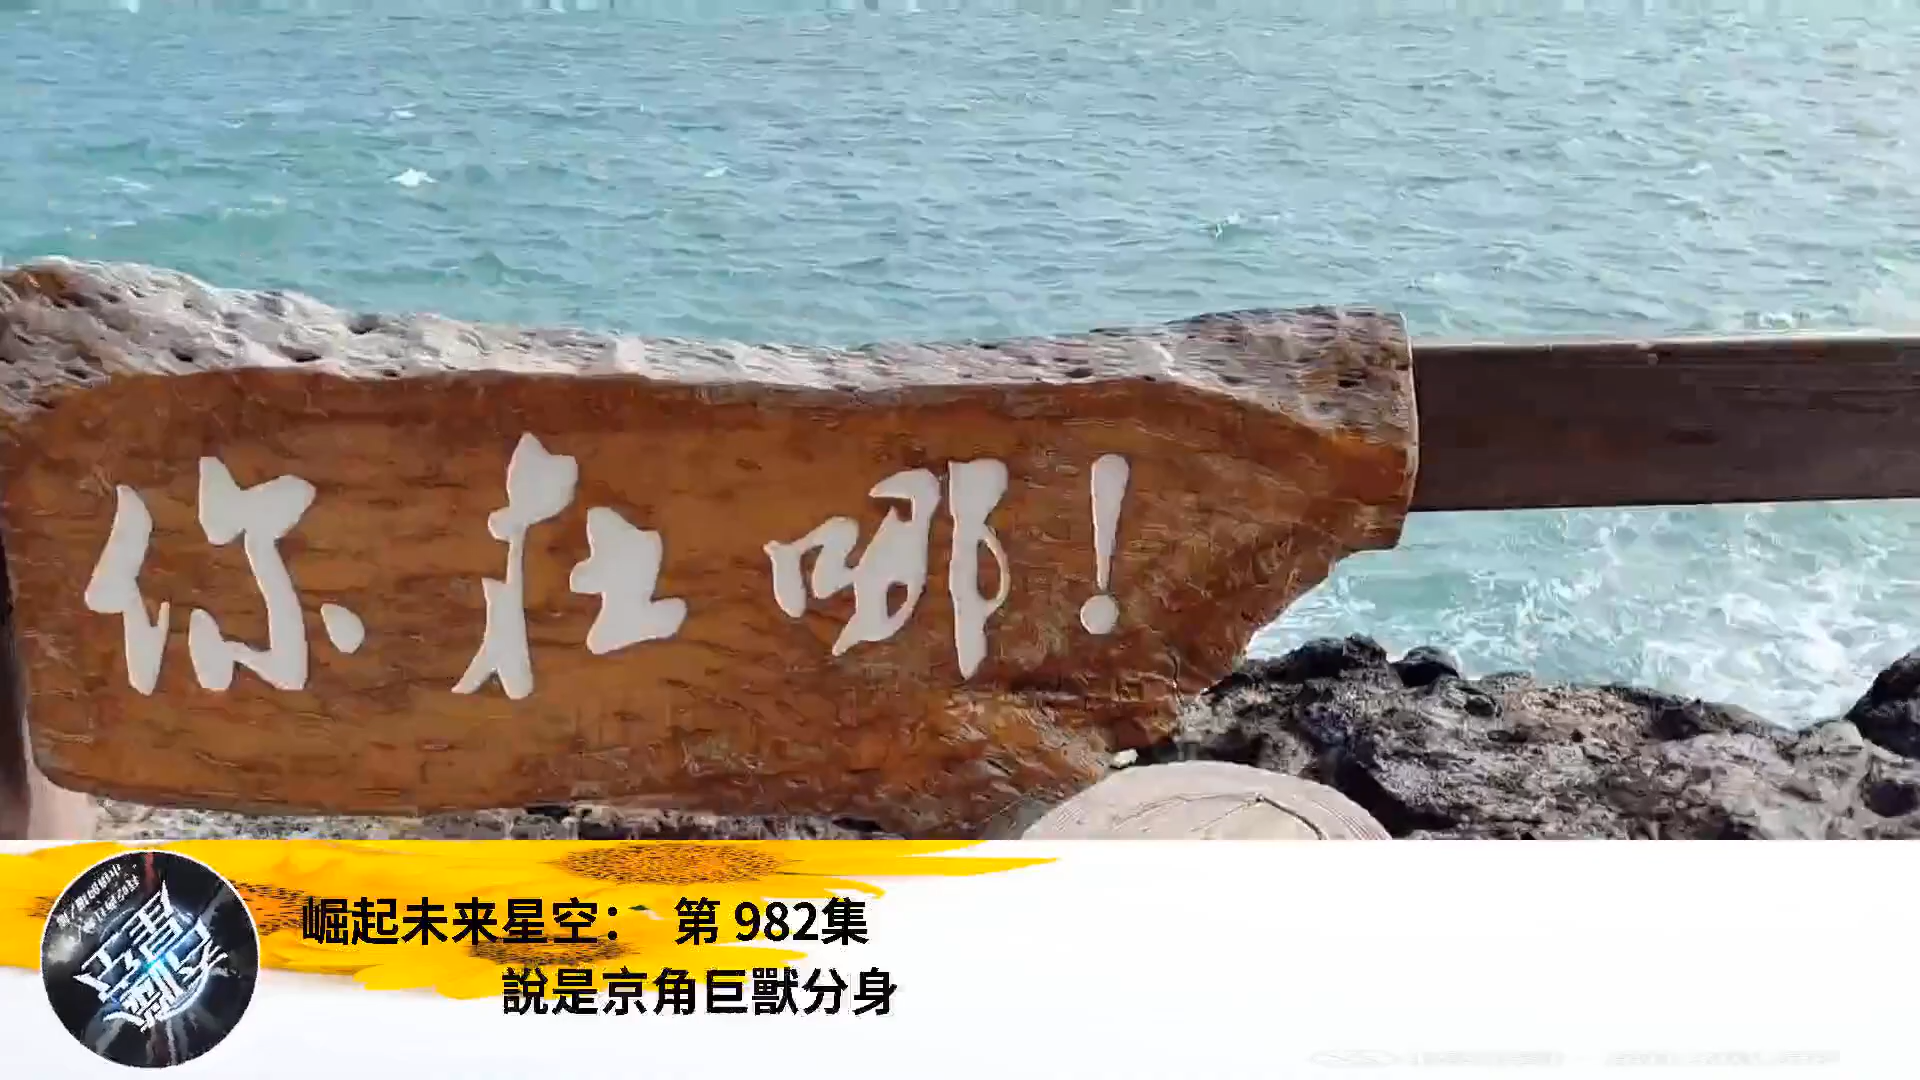 你在哪!
崛起未来星空： 第 982集
說是京角巨獸分身